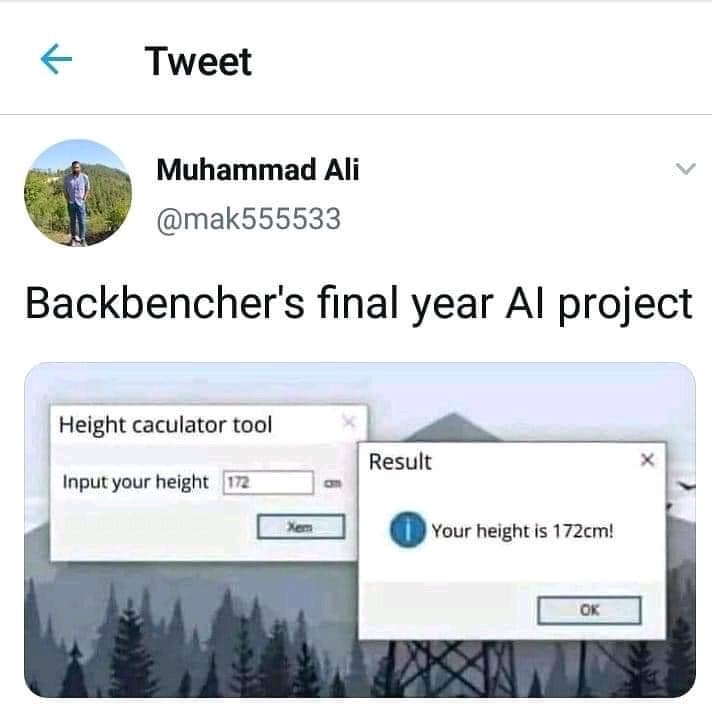 Tweet
Muhammad Ali
@mak555533
Backbencher's final year AI project
Height caculator tool
Input your height 172 cm
Xem
Result
Your height is 172cm!
OK